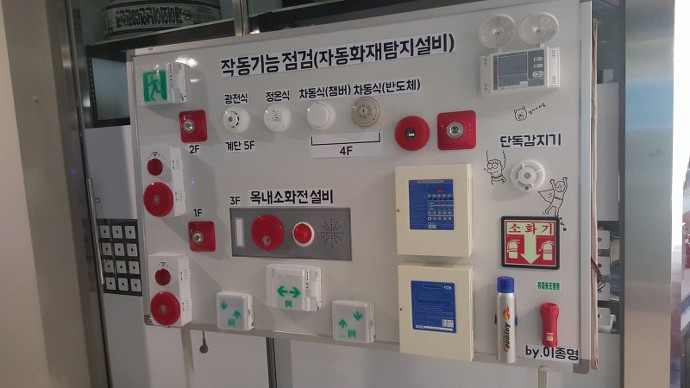 작동기능점검(자동화재탐지설비)
광전식
정온식
차동식(챔버)
차동식(반도체)
2F
계단 5F
4F
단독감지기
3F 옥내소화전설비
1F
소화기
by.이종명